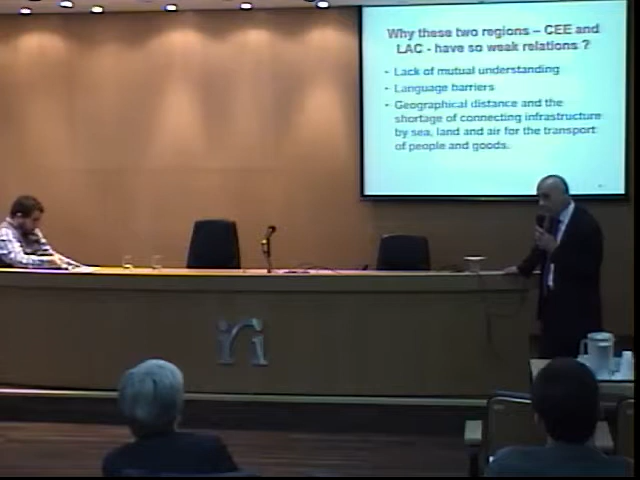 Why these two regions – CEE and
LAC - have so weak relations ?
- Lack of mutual understanding
- Language barriers
- Geographical distance and the
shortage of connecting infrastructure
by sea, land and air for the transport
of people and goods.
iri